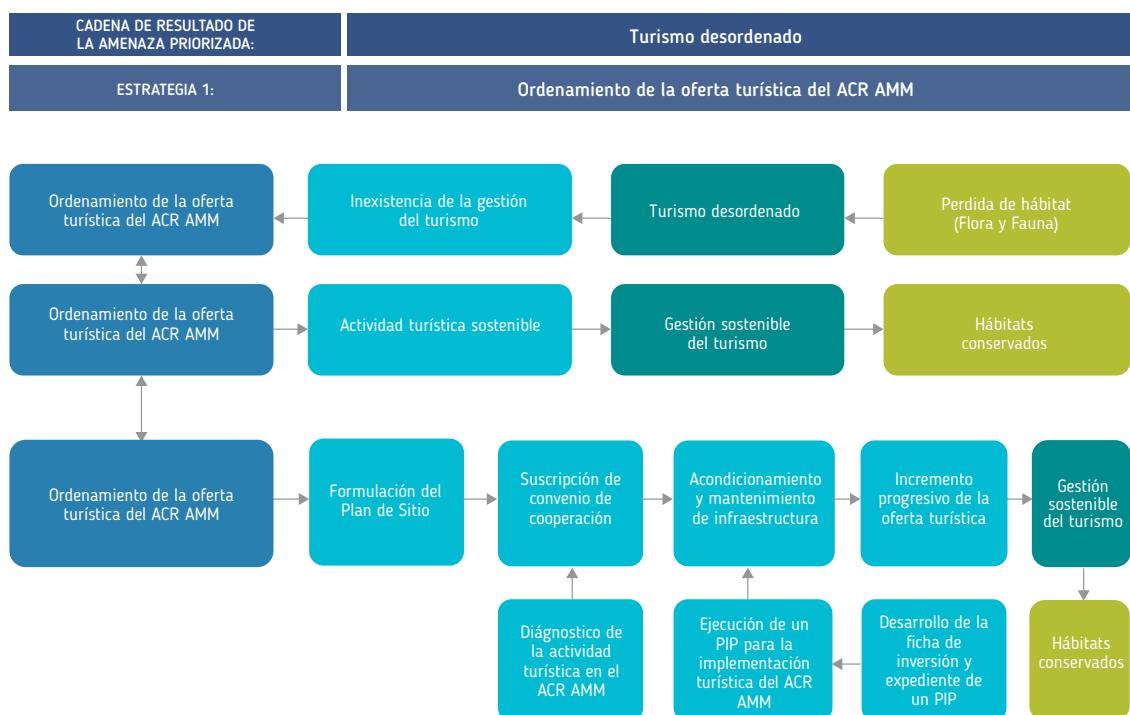 CADENA DE RESULTADO DE
LA AMENAZA PRIORIZADA:
Turismo desordenado
ESTRATEGIA 1:
Ordenamiento de la oferta turística del ACR AMM
Ordenamiento de la oferta
turística del ACR AMM
Inexistencia de la gestión
del turismo
Turismo desordenado
Perdida de hábitat
(Flora y Fauna)
Ordenamiento de la oferta
turística del ACR AMM
Actividad turística sostenible
Gestión sostenible
del turismo
Hábitats
conservados
Ordenamiento de la oferta
turística del ACR AMM
Formulación del
Plan de Sitio
Suscripción de
convenio de
cooperación
Acondicionamiento
y mantenimiento
de infraestructura
Incremento
progresivo de la
oferta turística
Gestión
sostenible
del turismo
Diágnostico de
la actividad
turística en el
ACR AMM
Ejecución de un
PIP para la
implementación
turística del ACR
AMM
Desarrollo de la
ficha de
inversión y
expediente de
un PIP
Hábitats
conservados